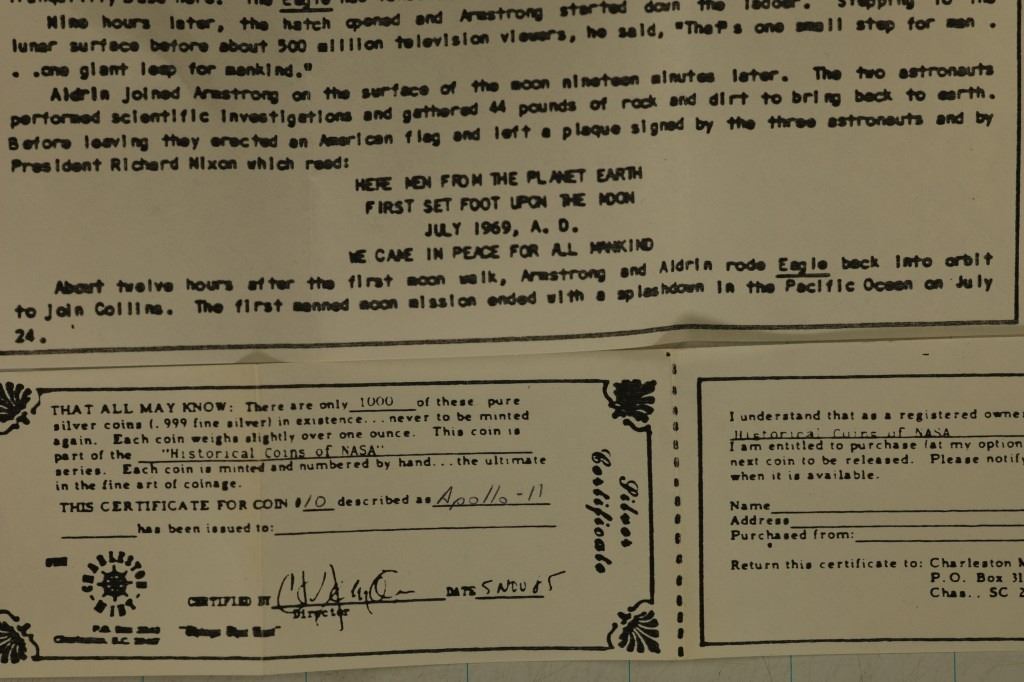 Nine hours later, the hatch opened and Armstrong started down the ladder. Stepping to the
lunar surface before about 500 million television viewers, he said, "That's one small step for man .
. .one giant leap for mankind."
Aldrin joined Armstrong on the surface of the moon nineteen minutes later. The two astronauts
performed scientific investigations and gathered 44 pounds of rock and dirt to bring back to earth.
Before leaving they erected an American flag and left a plaque signed by the three astronauts and by
President Richard Nixon which read:
HERE MEN FROM THE PLANET EARTH
FIRST SET FOOT UPON THE MOON
JULY 1969, A. D.
WE CAME IN PEACE FOR ALL MANKIND
About twelve hours after the first moon walk, Armstrong and Aldrin rode Eagle back into orbit
to join Collins. The first manned moon mission ended with a splashdown in the Pacific Ocean on July
24.
THAT ALL MAY KNOW: There are only 1000 of these pure
silver coins (.999 fine silver) in existence...never to be minted
again. Each coin weighs slightly over one ounce. This coin is
part of the "Historical Coins of NASA"
series. Each coin is minted and numbered by hand...the ultimate
in the fine art of coinage.
THIS CERTIFICATE FOR COIN #10 described as Apollo-11
has been issued to:
Silver
Certificate
THE
CHARLESTON
MINT
CERTIFIED BY
DATE 5 NOV 85
Director
P.O. Box
Charleston, S.C.
I understand that as a registered owner
Historical Coins of NASA
I am entitled to purchase (at my option
next coin to be released. Please notify
when it is available.
Name
Address
Purchased from:
Return this certificate to: Charleston M
P.O. Box 31
Chas., SC 2